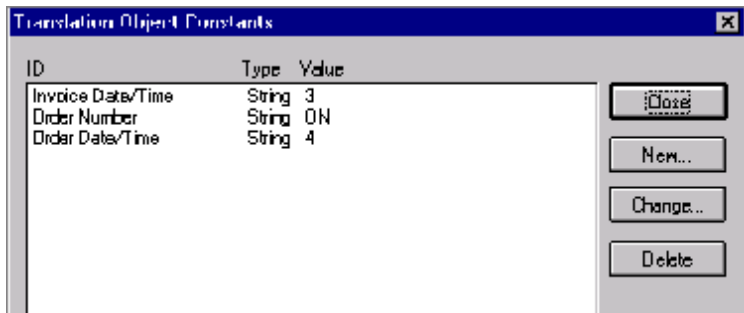 Translation Object Constants
ID Type Value
Invoice Date/Time String 3
Order Number String ON
Order Date/Time String 4
Close
New...
Change...
Delete